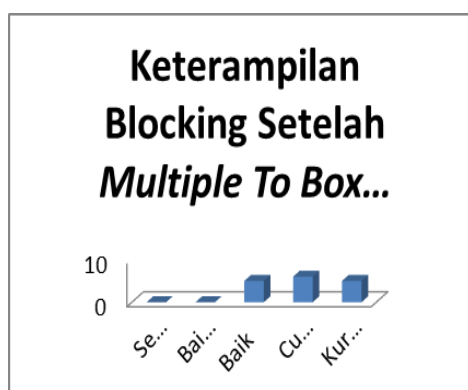 Keterampilan
Blocking Setelah
Multiple To Box...
10
0
Se...
Bai...
Baik
Cu...
Kur...